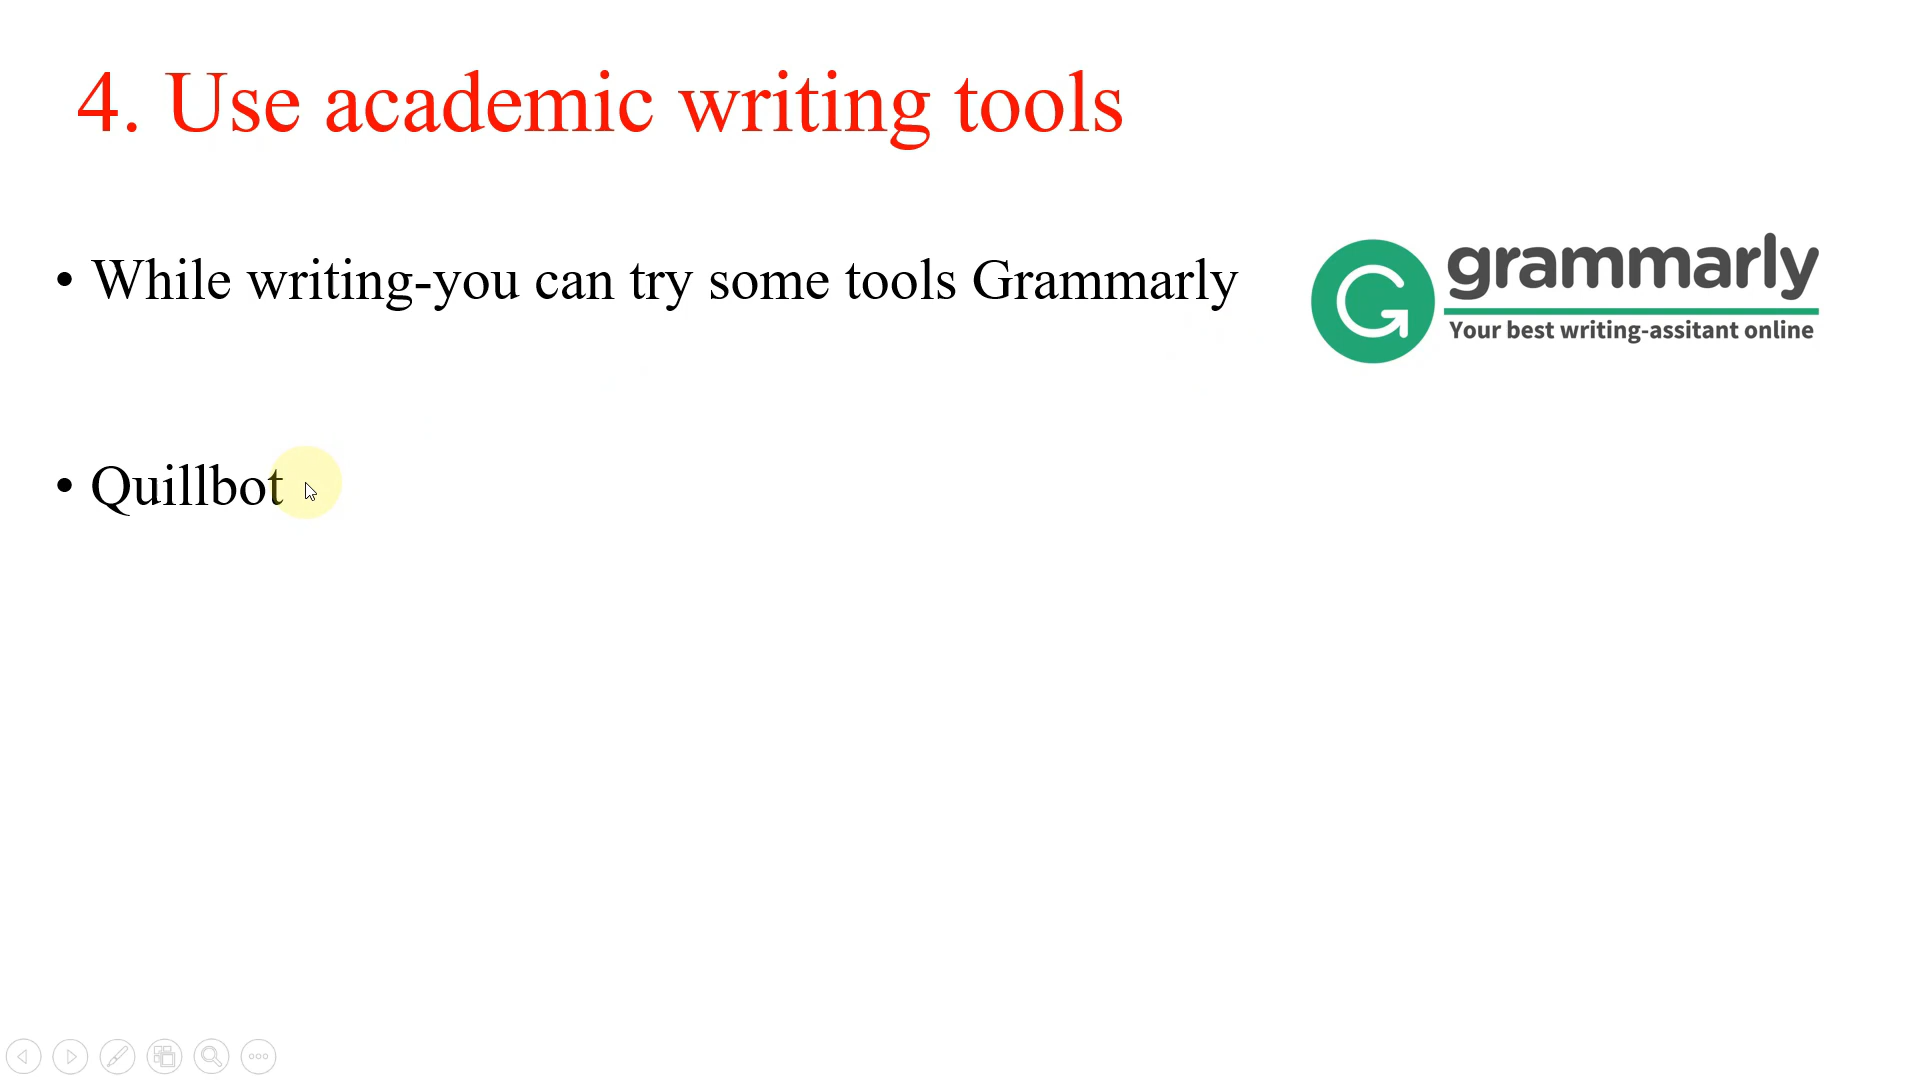 4. Use academic writing tools
• While writing-you can try some tools Grammarly
grammarly
Your best writing-assitant online
• Quillbot